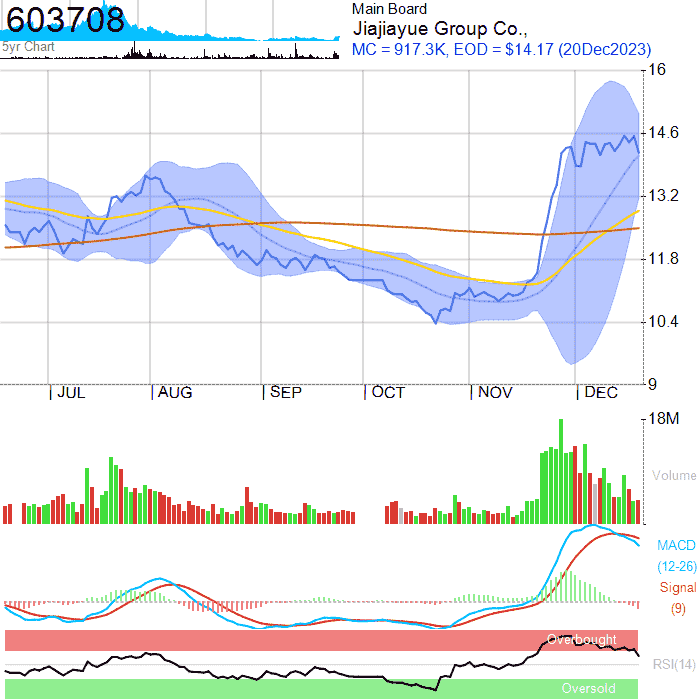 603708
Main Board
Jiajiayue Group Co.,
MC = 917.3K, EOD = $14.17 (20Dec2023)
5yr Chart
16
14.6
13.2
11.8
10.4
9
JUL AUG SEP OCT NOV DEC
18M
Volume
MACD
(12-26)
Signal
(9)
Overbought
RSI(14)
Oversold